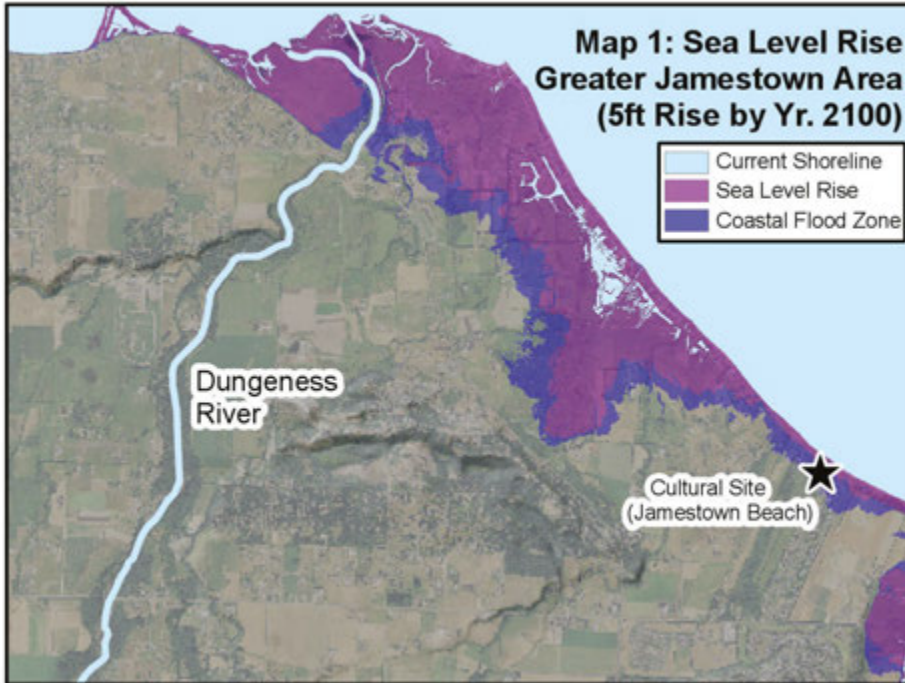 Map 1: Sea Level Rise
Greater Jamestown Area
(5ft Rise by Yr. 2100)
Current Shoreline
Sea Level Rise
Coastal Flood Zone
Dungeness
River
Cultural Site
(Jamestown Beach)